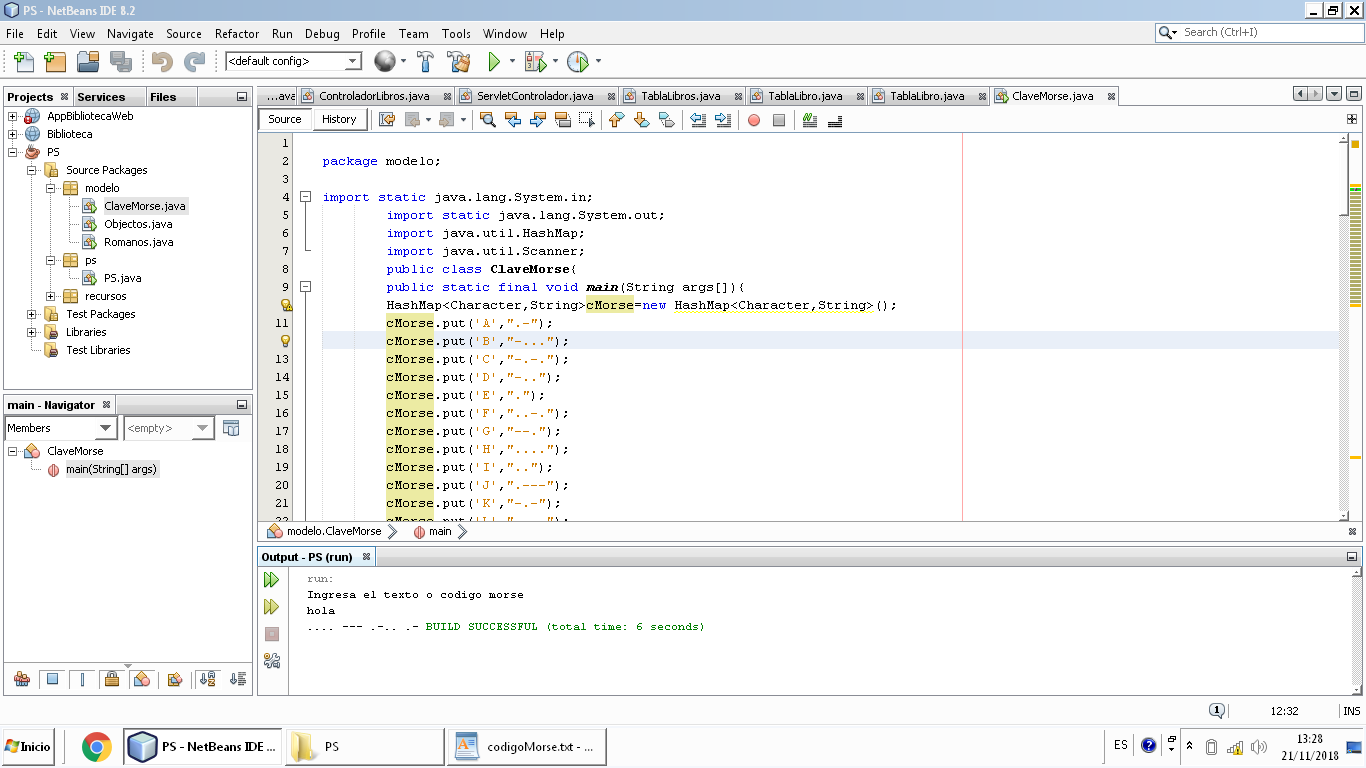 PS - NetBeans IDE 8.2
File Edit View Navigate Source Refactor Run Debug Profile Team Tools Window Help
Search (Ctrl+I)
<default config>
Projects Services Files
AppBibliotecaWeb
Biblioteca
PS
Source Packages
modelo
ClaveMorse.java
Objectos.java
Romanos.java
ps
PS.java
recursos
Test Packages
Libraries
Test Libraries
main - Navigator
Members <empty>
ClaveMorse
main(String[] args)
...ava ControladorLibros.java ServletControlador.java TablaLibros.java TablaLibro.java TablaLibro.java ClaveMorse.java
Source History
1
2 package modelo;
3
4 import static java.lang.System.in;
5 import static java.lang.System.out;
6 import java.util.HashMap;
7 import java.util.Scanner;
8 public class ClaveMorse{
9 public static final void main(String args[]){
HashMap<Character,String>cMorse=new HashMap<Character,String>();
11 cMorse.put('A',".-");
cMorse.put('B',"-...");
13 cMorse.put('C',"-.-.");
14 cMorse.put('D',"-..");
15 cMorse.put('E',".");
16 cMorse.put('F',"..-.");
17 cMorse.put('G',"--.");
18 cMorse.put('H',"....");
19 cMorse.put('I',"..");
20 cMorse.put('J',".---");
21 cMorse.put('K',"-.-");
modelo.ClaveMorse main
Output - PS (run)
run:
Ingresa el texto o codigo morse
hola
.... --- .-.. .- BUILD SUCCESSFUL (total time: 6 seconds)
1 12:32 INS
Inicio PS - NetBeans IDE ... PS codigoMorse.txt - ... ES 13:28
21/11/2018